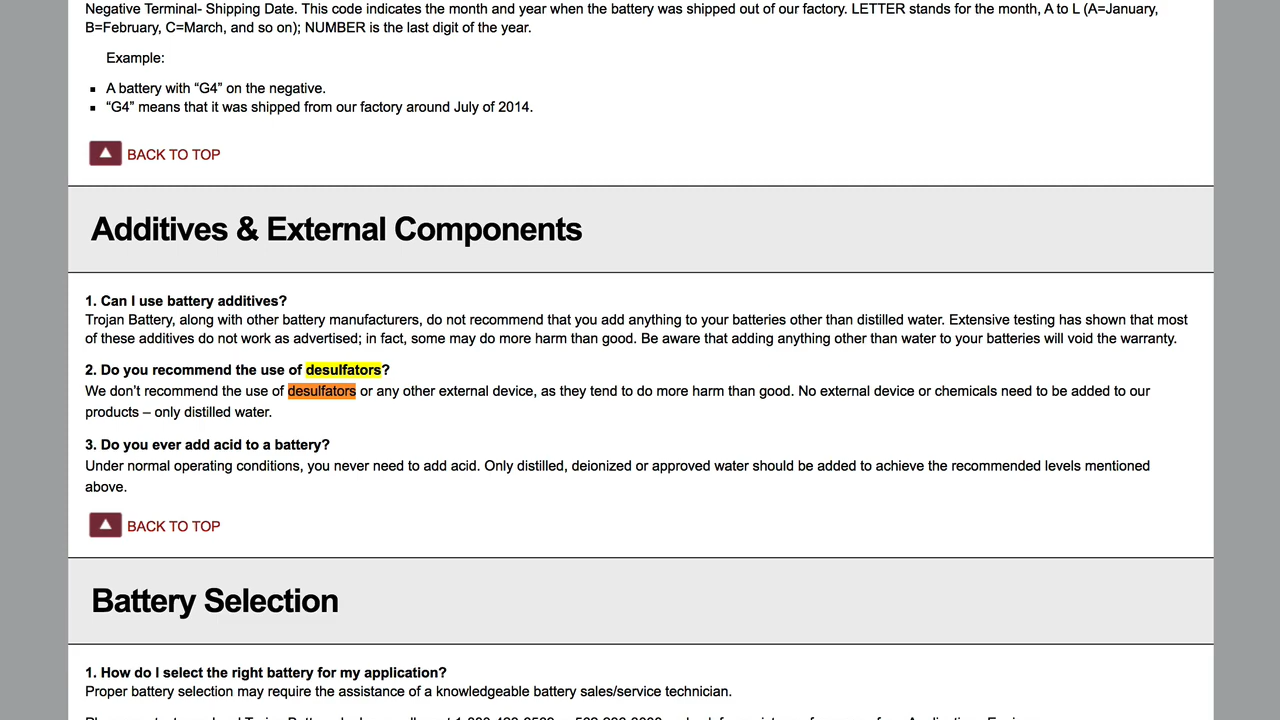 Negative Terminal- Shipping Date. This code indicates the month and year when the battery was shipped out of our factory. LETTER stands for the month, A to L (A=January,
B=February, C=March, and so on); NUMBER is the last digit of the year.
Example:
▪ A battery with “G4” on the negative.
▪ “G4” means that it was shipped from our factory around July of 2014.
BACK TO TOP
Additives & External Components
1. Can I use battery additives?
Trojan Battery, along with other battery manufacturers, do not recommend that you add anything to your batteries other than distilled water. Extensive testing has shown that most
of these additives do not work as advertised; in fact, some may do more harm than good. Be aware that adding anything other than water to your batteries will void the warranty.
2. Do you recommend the use of desulfators?
We don’t recommend the use of desulfators or any other external device, as they tend to do more harm than good. No external device or chemicals need to be added to our
products – only distilled water.
3. Do you ever add acid to a battery?
Under normal operating conditions, you never need to add acid. Only distilled, deionized or approved water should be added to achieve the recommended levels mentioned
above.
BACK TO TOP
Battery Selection
1. How do I select the right battery for my application?
Proper battery selection may require the assistance of a knowledgeable battery sales/service technician.